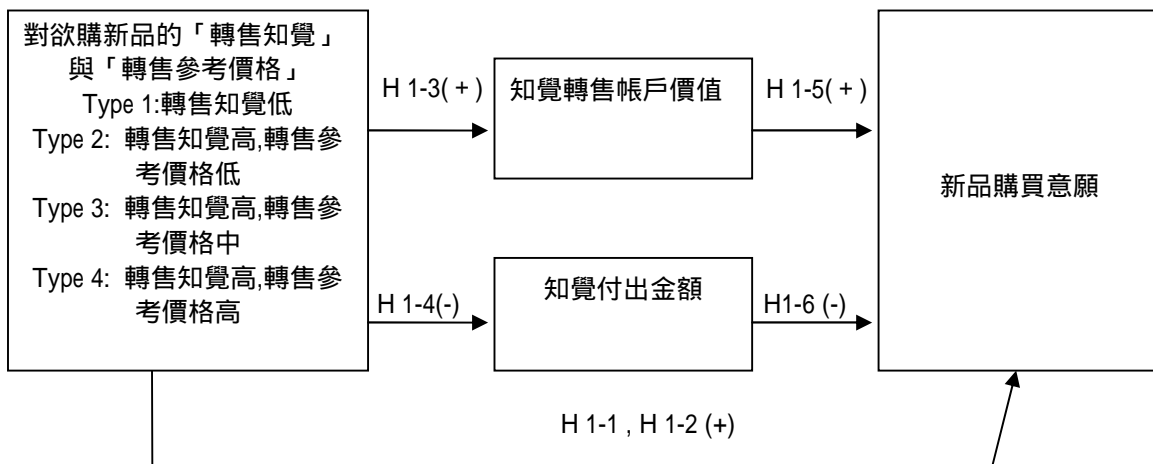 對欲購新品的「轉售知覺」
與「轉售參考價格」
Type 1:轉售知覺低
Type 2: 轉售知覺高,轉售參
考價格低
Type 3: 轉售知覺高,轉售參
考價格中
Type 4: 轉售知覺高,轉售參
考價格高
H 1-3( + )
知覺轉售帳戶價值
H 1-5( + )
新品購買意願
H 1-4(-)
知覺付出金額
H1-6 (-)
H 1-1 , H 1-2 (+)